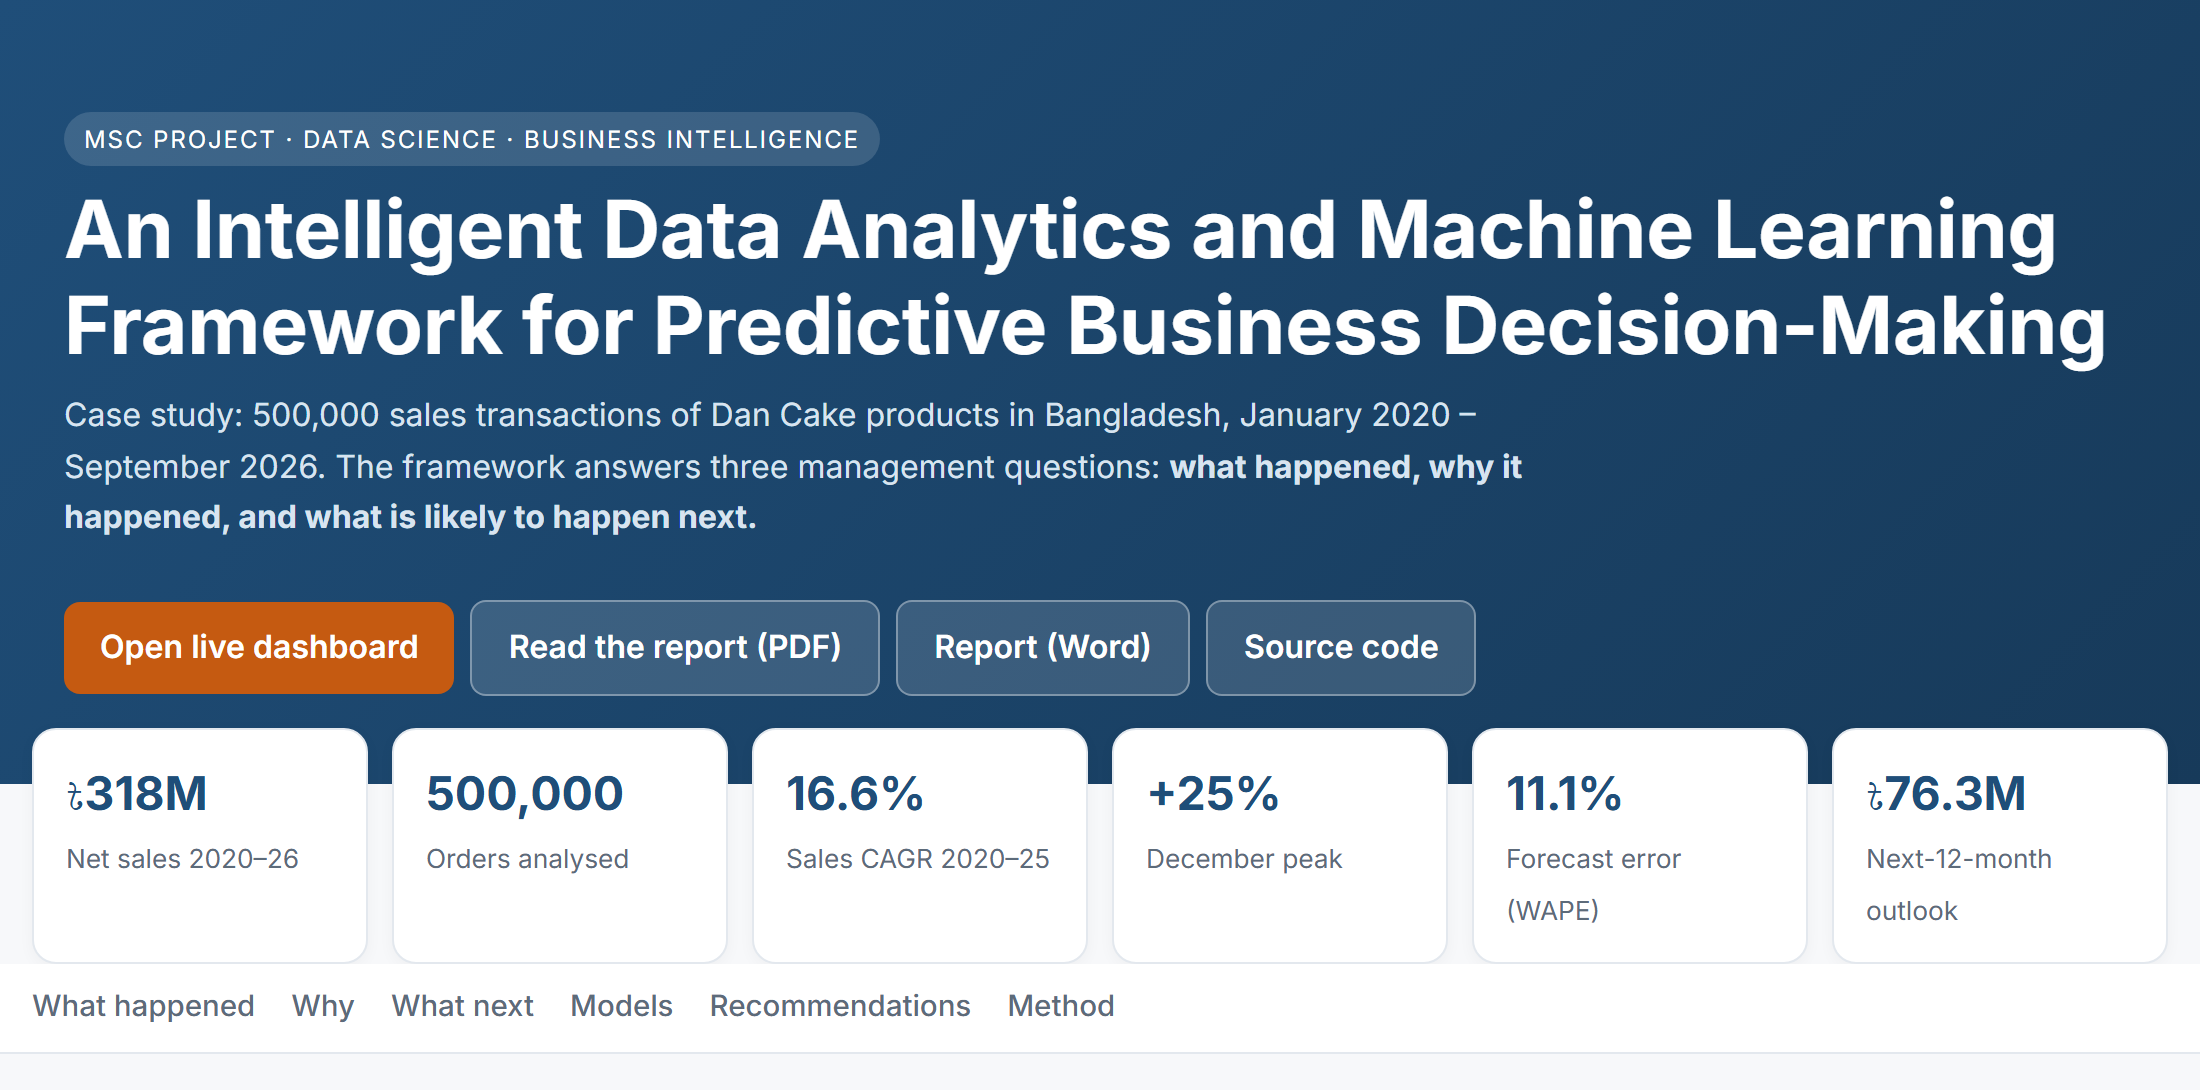 MSC PROJECT · DATA SCIENCE · BUSINESS INTELLIGENCE
An Intelligent Data Analytics and Machine Learning
Framework for Predictive Business Decision-Making
Case study: 500,000 sales transactions of Dan Cake products in Bangladesh, January 2020 –
September 2026. The framework answers three management questions: what happened, why it
happened, and what is likely to happen next.
Open live dashboard
Read the report (PDF)
Report (Word)
Source code
৳318M
Net sales 2020–26
500,000
Orders analysed
16.6%
Sales CAGR 2020–25
+25%
December peak
11.1%
Forecast error
(WAPE)
৳76.3M
Next-12-month
outlook
What happened
Why
What next
Models
Recommendations
Method